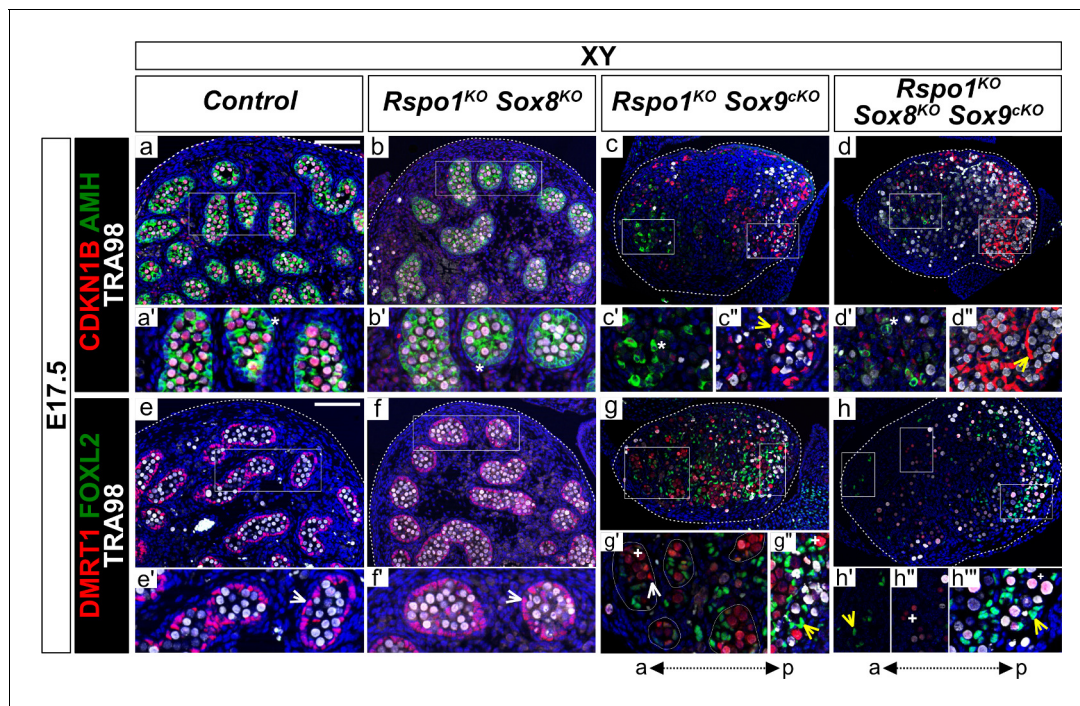 XY
Control
Rspo1KO Sox8KO
Rspo1KO Sox9cKO
Rspo1KO
Sox8KO Sox9cKO
E17.5
CDKN1B AMH
TRA98
a
b
c
d
*
*
*
*
a'
b'
c'
c"
d'
d"
DMRT1 FOXL2
TRA98
e
f
g
h
+
+
+
+
e'
f'
g'
g"
h'
h"
h'"
a
p
a
p